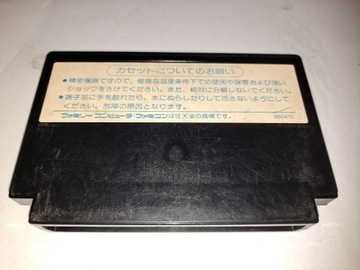 カセットについてのお願い
●精密機器ですので、極端な温度条件下での使用や保管および強い
ショックをさけてください。また、絶対に分解しないでください。
●端子部に手を触れたり、水にぬらしたりして汚さないようにして
ください。故障の原因となります。
ファミリーコンピュータ・ファミコンは任天堂の商標です。